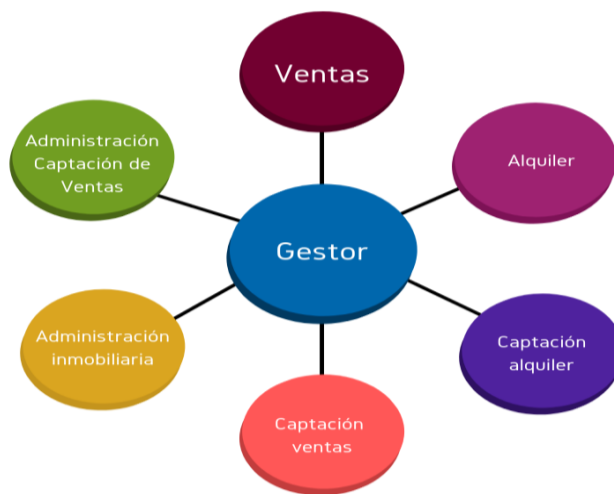 Ventas
Administración
Captación de
Ventas
Alquiler
Gestor
Administración
inmobiliaria
Captación
alquiler
Captación
ventas